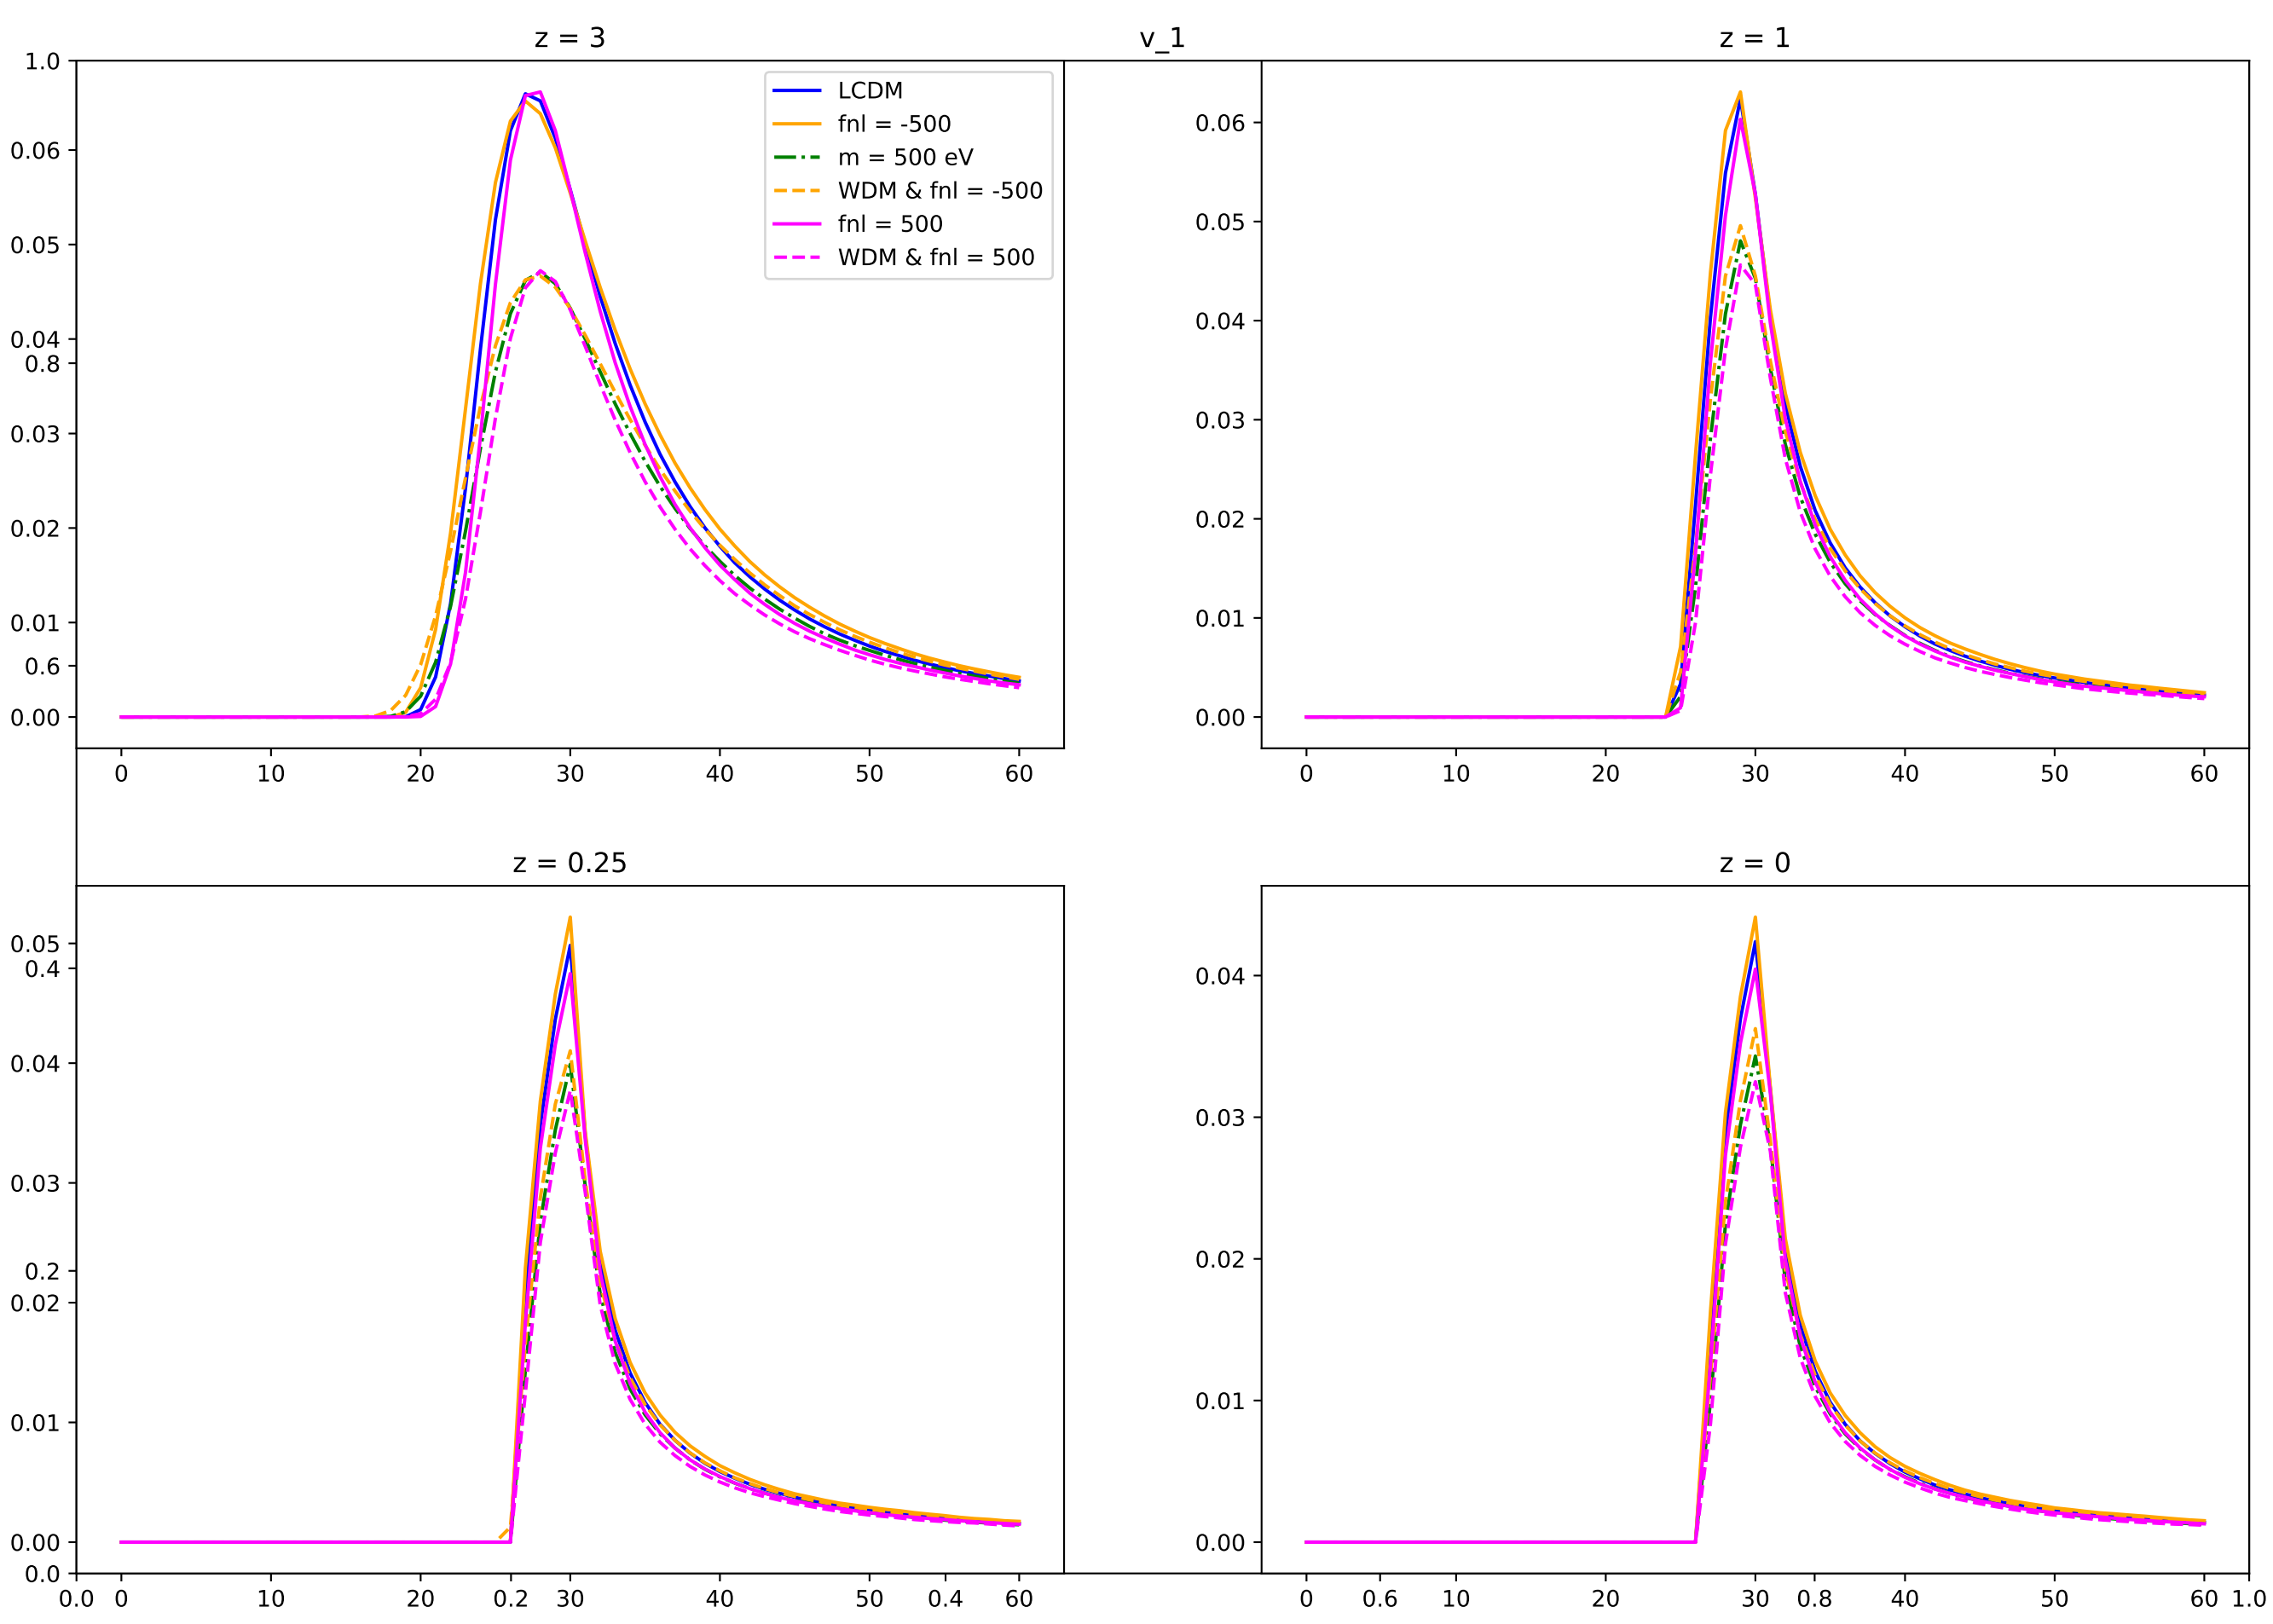 z = 3
v_1
z = 1
1.0
0.06
0.05
0.04
0.8
0.03
0.02
0.01
0.6
0.00
LCDM
fnl = -500
m = 500 eV
WDM & fnl = -500
fnl = 500
WDM & fnl = 500
0 10 20 30 40 50 60
0.06
0.05
0.04
0.03
0.02
0.01
0.00
0 10 20 30 40 50 60
z = 0.25
z = 0
0.05
0.4
0.04
0.03
0.2
0.02
0.01
0.00
0.0
0.0 0 10 20 0.2 30 40 50 0.4 60
0.04
0.03
0.02
0.01
0.00
0 0.6 10 20 30 0.8 40 50 60 1.0